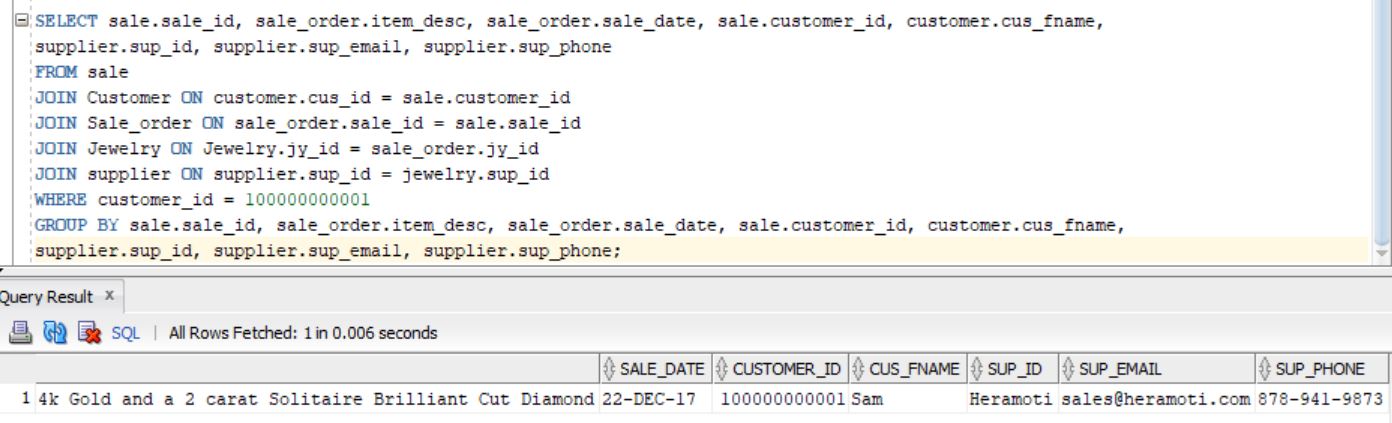 SELECT sale.sale_id, sale_order.item_desc, sale_order.sale_date, sale.customer_id, customer.cus_fname,
supplier.sup_id, supplier.sup_email, supplier.sup_phone
FROM sale
JOIN Customer ON customer.cus_id = sale.customer_id
JOIN Sale_order ON sale_order.sale_id = sale.sale_id
JOIN Jewelry ON Jewelry.jy_id = sale_order.jy_id
JOIN supplier ON supplier.sup_id = jewelry.sup_id
WHERE customer_id = 100000000001
GROUP BY sale.sale_id, sale_order.item_desc, sale_order.sale_date, sale.customer_id, customer.cus_fname,
supplier.sup_id, supplier.sup_email, supplier.sup_phone;
Query Result x
SQL | All Rows Fetched: 1 in 0.006 seconds
SALE_DATE CUSTOMER_ID CUS_FNAME SUP_ID SUP_EMAIL SUP_PHONE
1 4k Gold and a 2 carat Solitaire Brilliant Cut Diamond 22-DEC-17 100000000001 Sam Heramoti sales@heramoti.com 878-941-9873